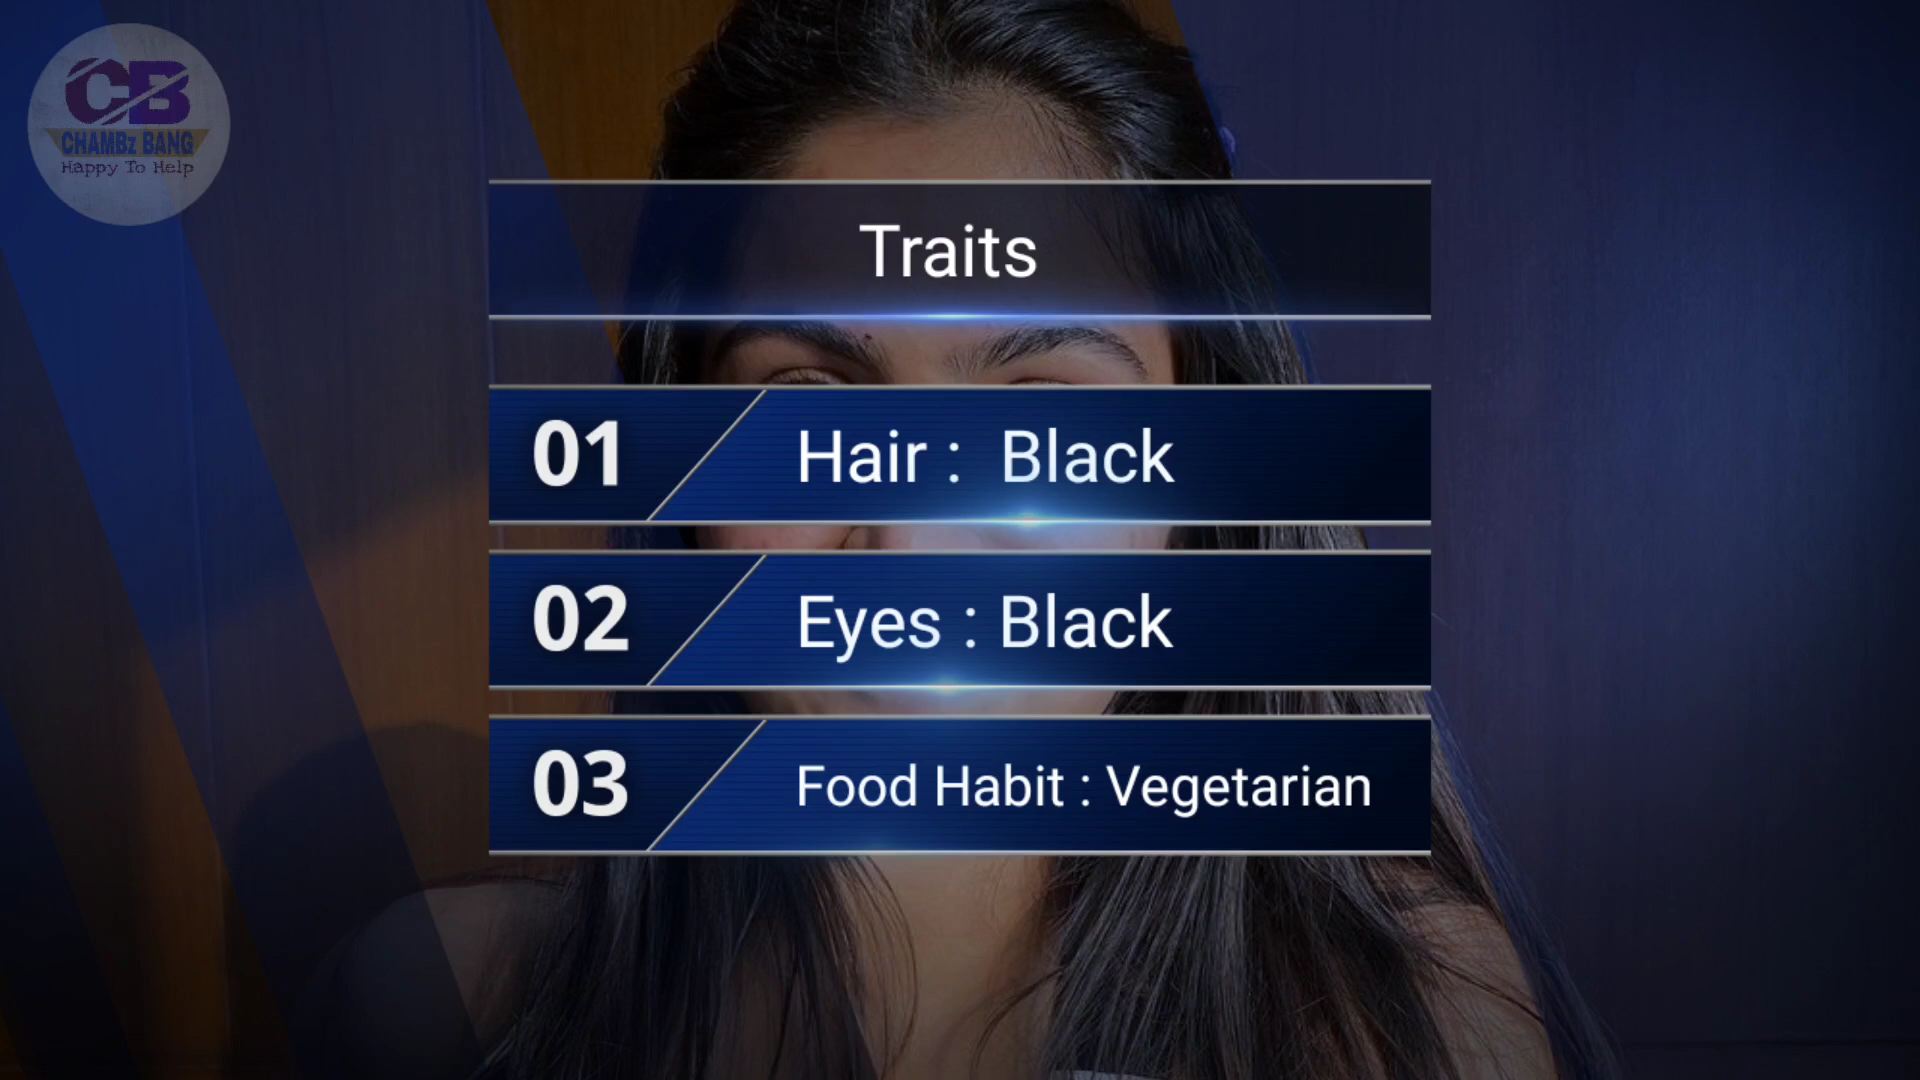 CB
CHAMBz BANG
Happy To Help
Traits
01 Hair : Black
02 Eyes : Black
03 Food Habit : Vegetarian